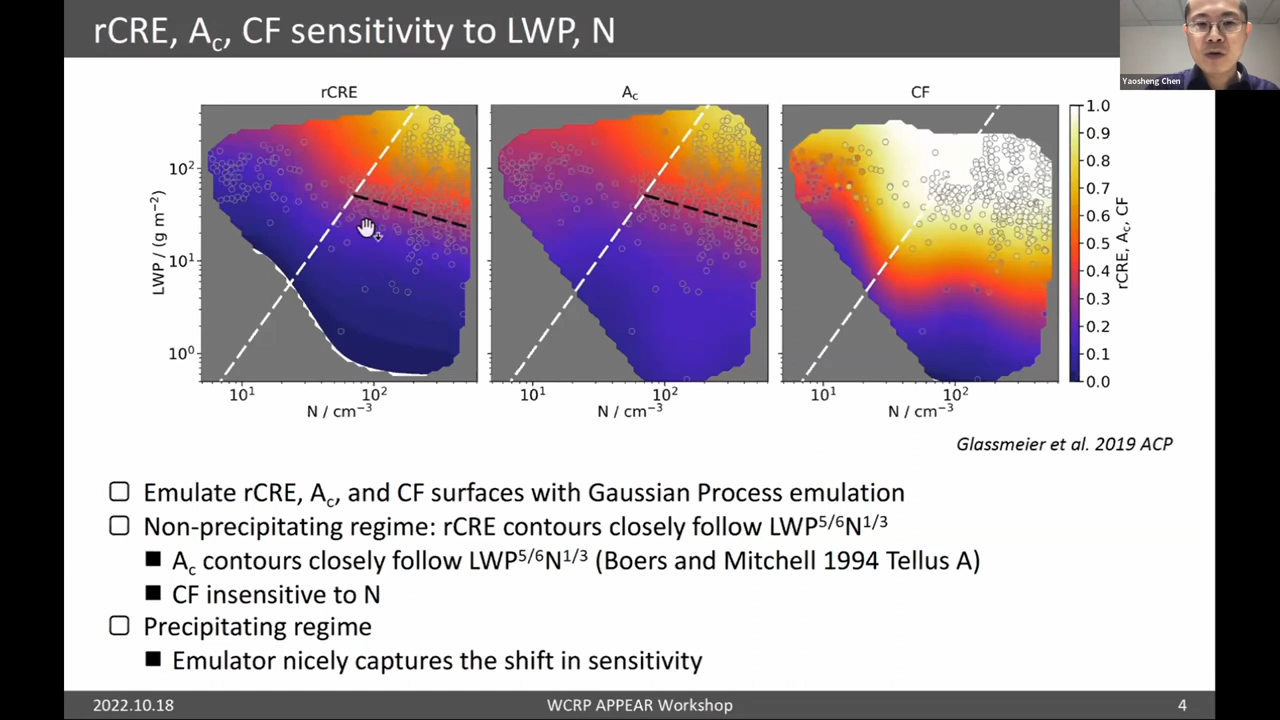 rCRE, Ac, CF sensitivity to LWP, N
Yaosheng Chen
rCRE
Ac
CF
LWP / (g m⁻²)
10²
10¹
10⁰
10¹
10²
N / cm⁻³
10¹
10²
N / cm⁻³
10¹
10²
N / cm⁻³
1.0
0.9
0.8
0.7
0.6
0.5
0.4
0.3
0.2
0.1
0.0
rCRE, Ac, CF
Glassmeier et al. 2019 ACP
Emulate rCRE, Ac, and CF surfaces with Gaussian Process emulation
Non-precipitating regime: rCRE contours closely follow LWP⁵ᐟ⁶N¹ᐟ³
Ac contours closely follow LWP⁵ᐟ⁶N¹ᐟ³ (Boers and Mitchell 1994 Tellus A)
CF insensitive to N
Precipitating regime
Emulator nicely captures the shift in sensitivity
2022.10.18
WCRP APPEAR Workshop
4